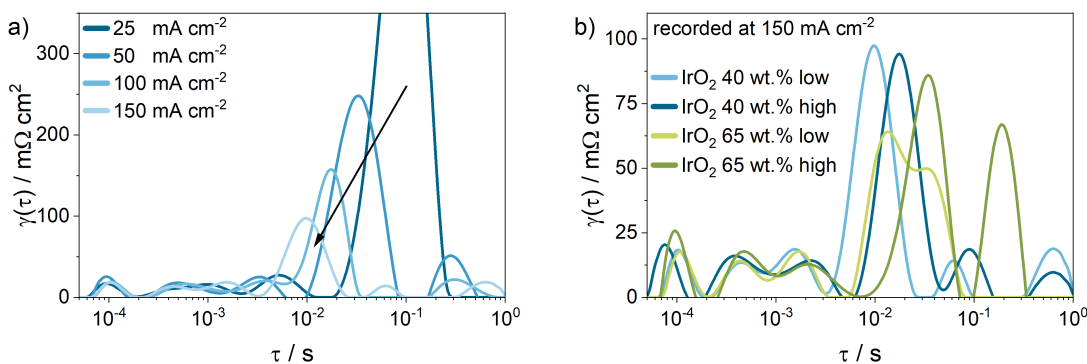 a)
350
300
200
100
0
25 mA cm⁻²
50 mA cm⁻²
100 mA cm⁻²
150 mA cm⁻²
γ(τ) / mΩ cm²
10⁻⁴ 10⁻³ 10⁻² 10⁻¹ 10⁰
τ / s
b)
recorded at 150 mA cm⁻²
100
75
50
25
0
IrO₂ 40 wt.% low
IrO₂ 40 wt.% high
IrO₂ 65 wt.% low
IrO₂ 65 wt.% high
γ(τ) / mΩ cm²
10⁻⁴ 10⁻³ 10⁻² 10⁻¹ 10⁰
τ / s